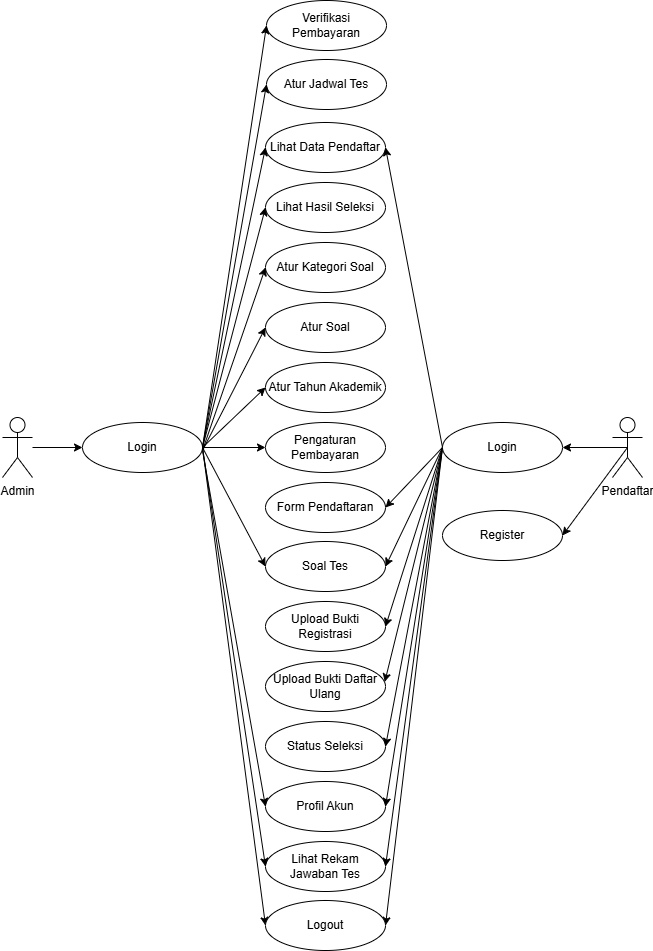 Verifikasi
Pembayaran
Atur Jadwal Tes
Lihat Data Pendaftar
Lihat Hasil Seleksi
Atur Kategori Soal
Atur Soal
Atur Tahun Akademik
Login
Pengaturan
Pembayaran
Login
Admin
Pendaftar
Form Pendaftaran
Register
Soal Tes
Upload Bukti
Registrasi
Upload Bukti Daftar
Ulang
Status Seleksi
Profil Akun
Lihat Rekam
Jawaban Tes
Logout